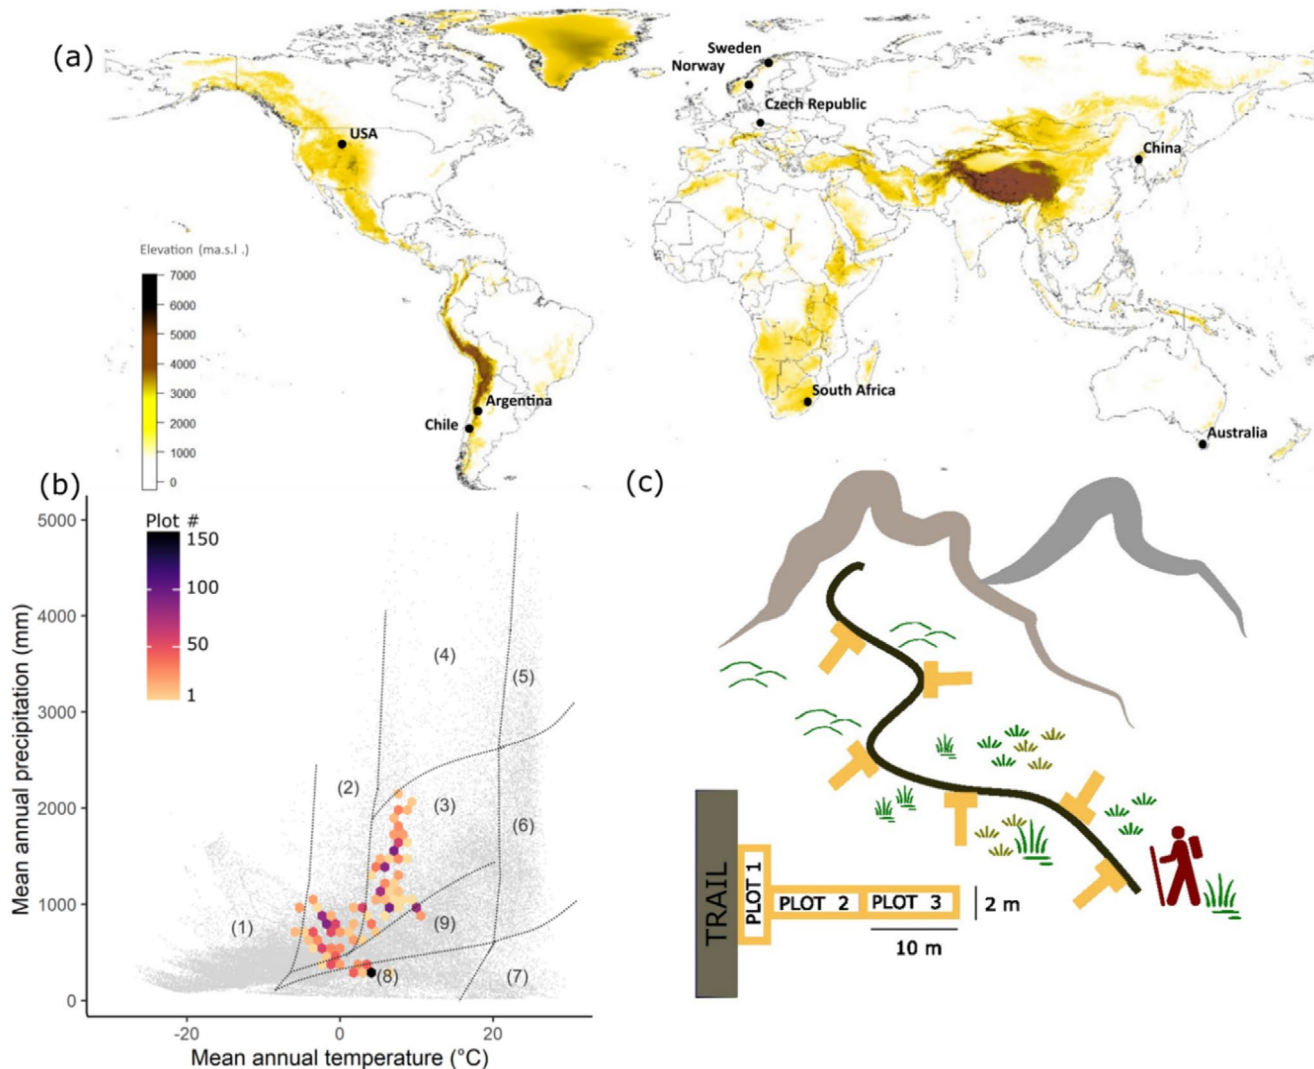 (a)
Sweden
Norway
Czech Republic
USA
China
Elevation (ma.s.l .)
7000
6000
5000
4000
3000
2000
1000
0
Argentina
Chile
South Africa
Australia
(b)
Plot #
150
100
50
1
5000
4000
3000
2000
1000
0
Mean annual precipitation (mm)
(4)
(5)
(2)
(3)
(6)
(1)
(9)
(8)
(7)
-20
0
20
Mean annual temperature (°C)
(c)
TRAIL
PLOT 1
PLOT 2
PLOT 3
2 m
10 m